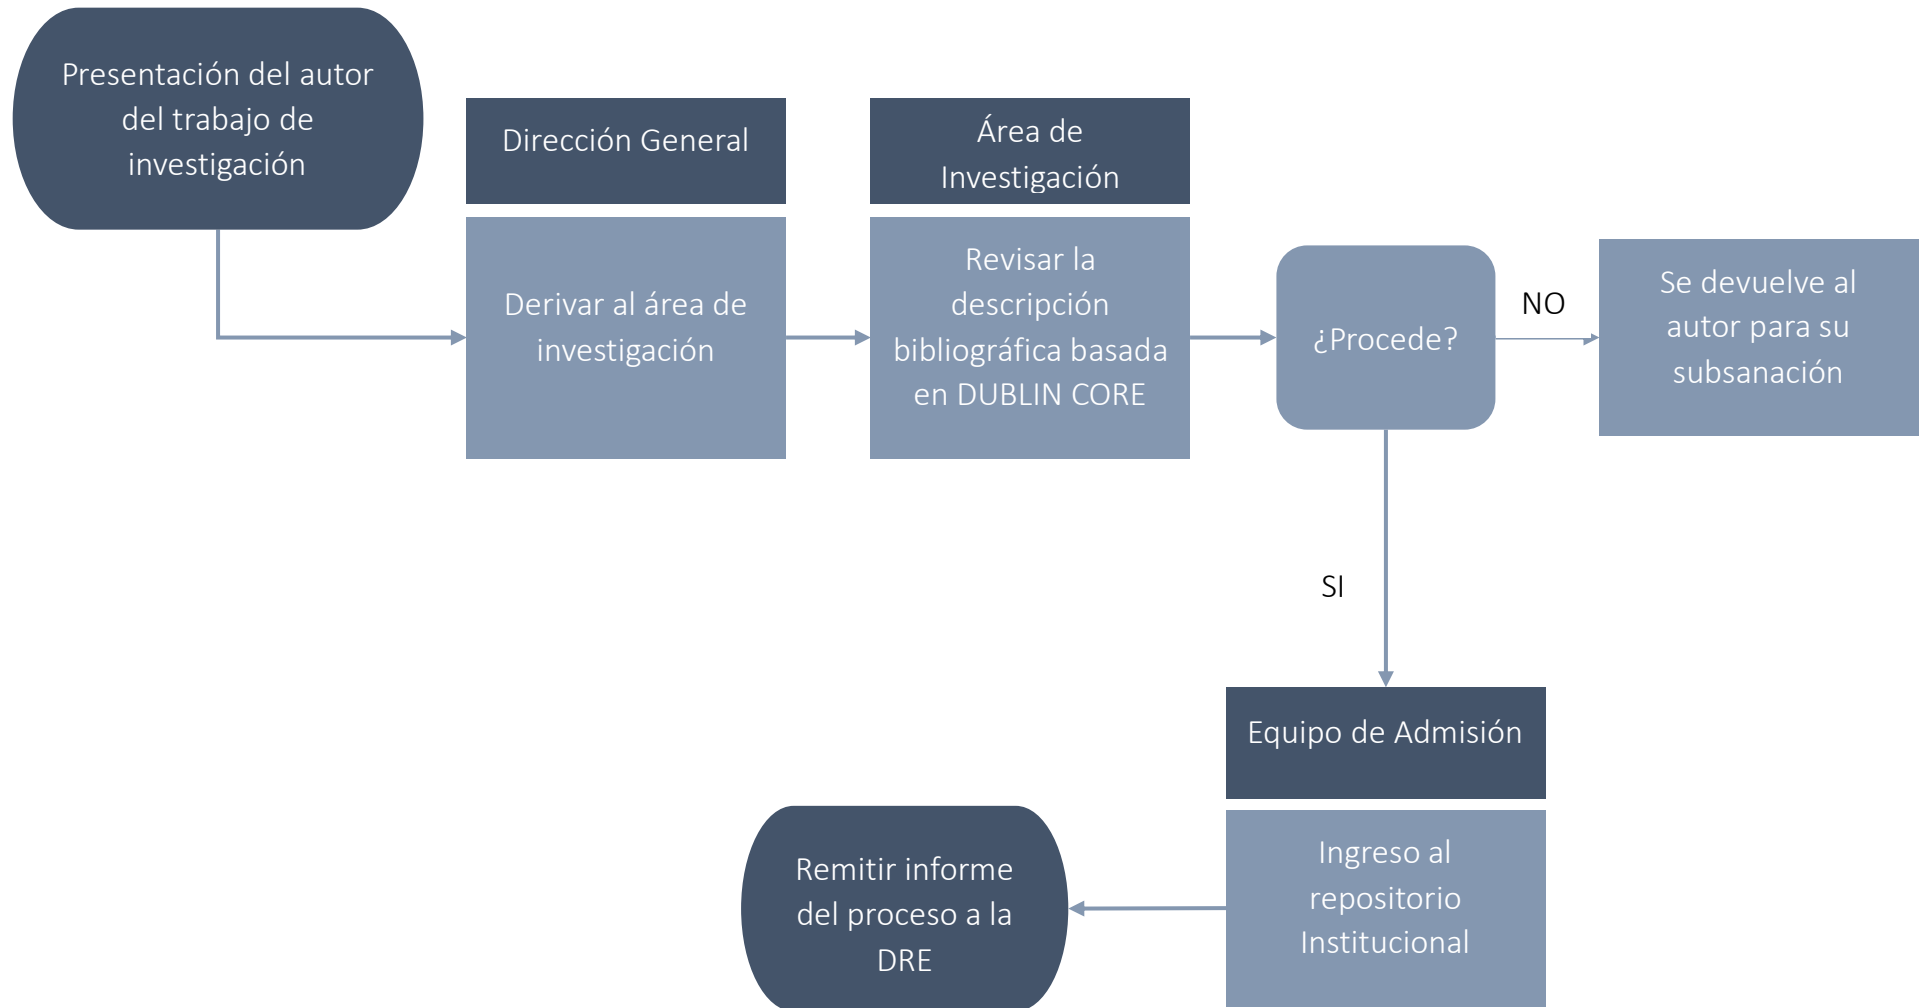 Presentación del autor
del trabajo de
investigación
Dirección General
Derivar al área de
investigación
Área de
Investigación
Revisar la
descripción
bibliográfica basada
en DUBLIN CORE
¿Procede?
NO
Se devuelve al
autor para su
subsanación
SI
Equipo de Admisión
Ingreso al
repositorio
Institucional
Remitir informe
del proceso a la
DRE